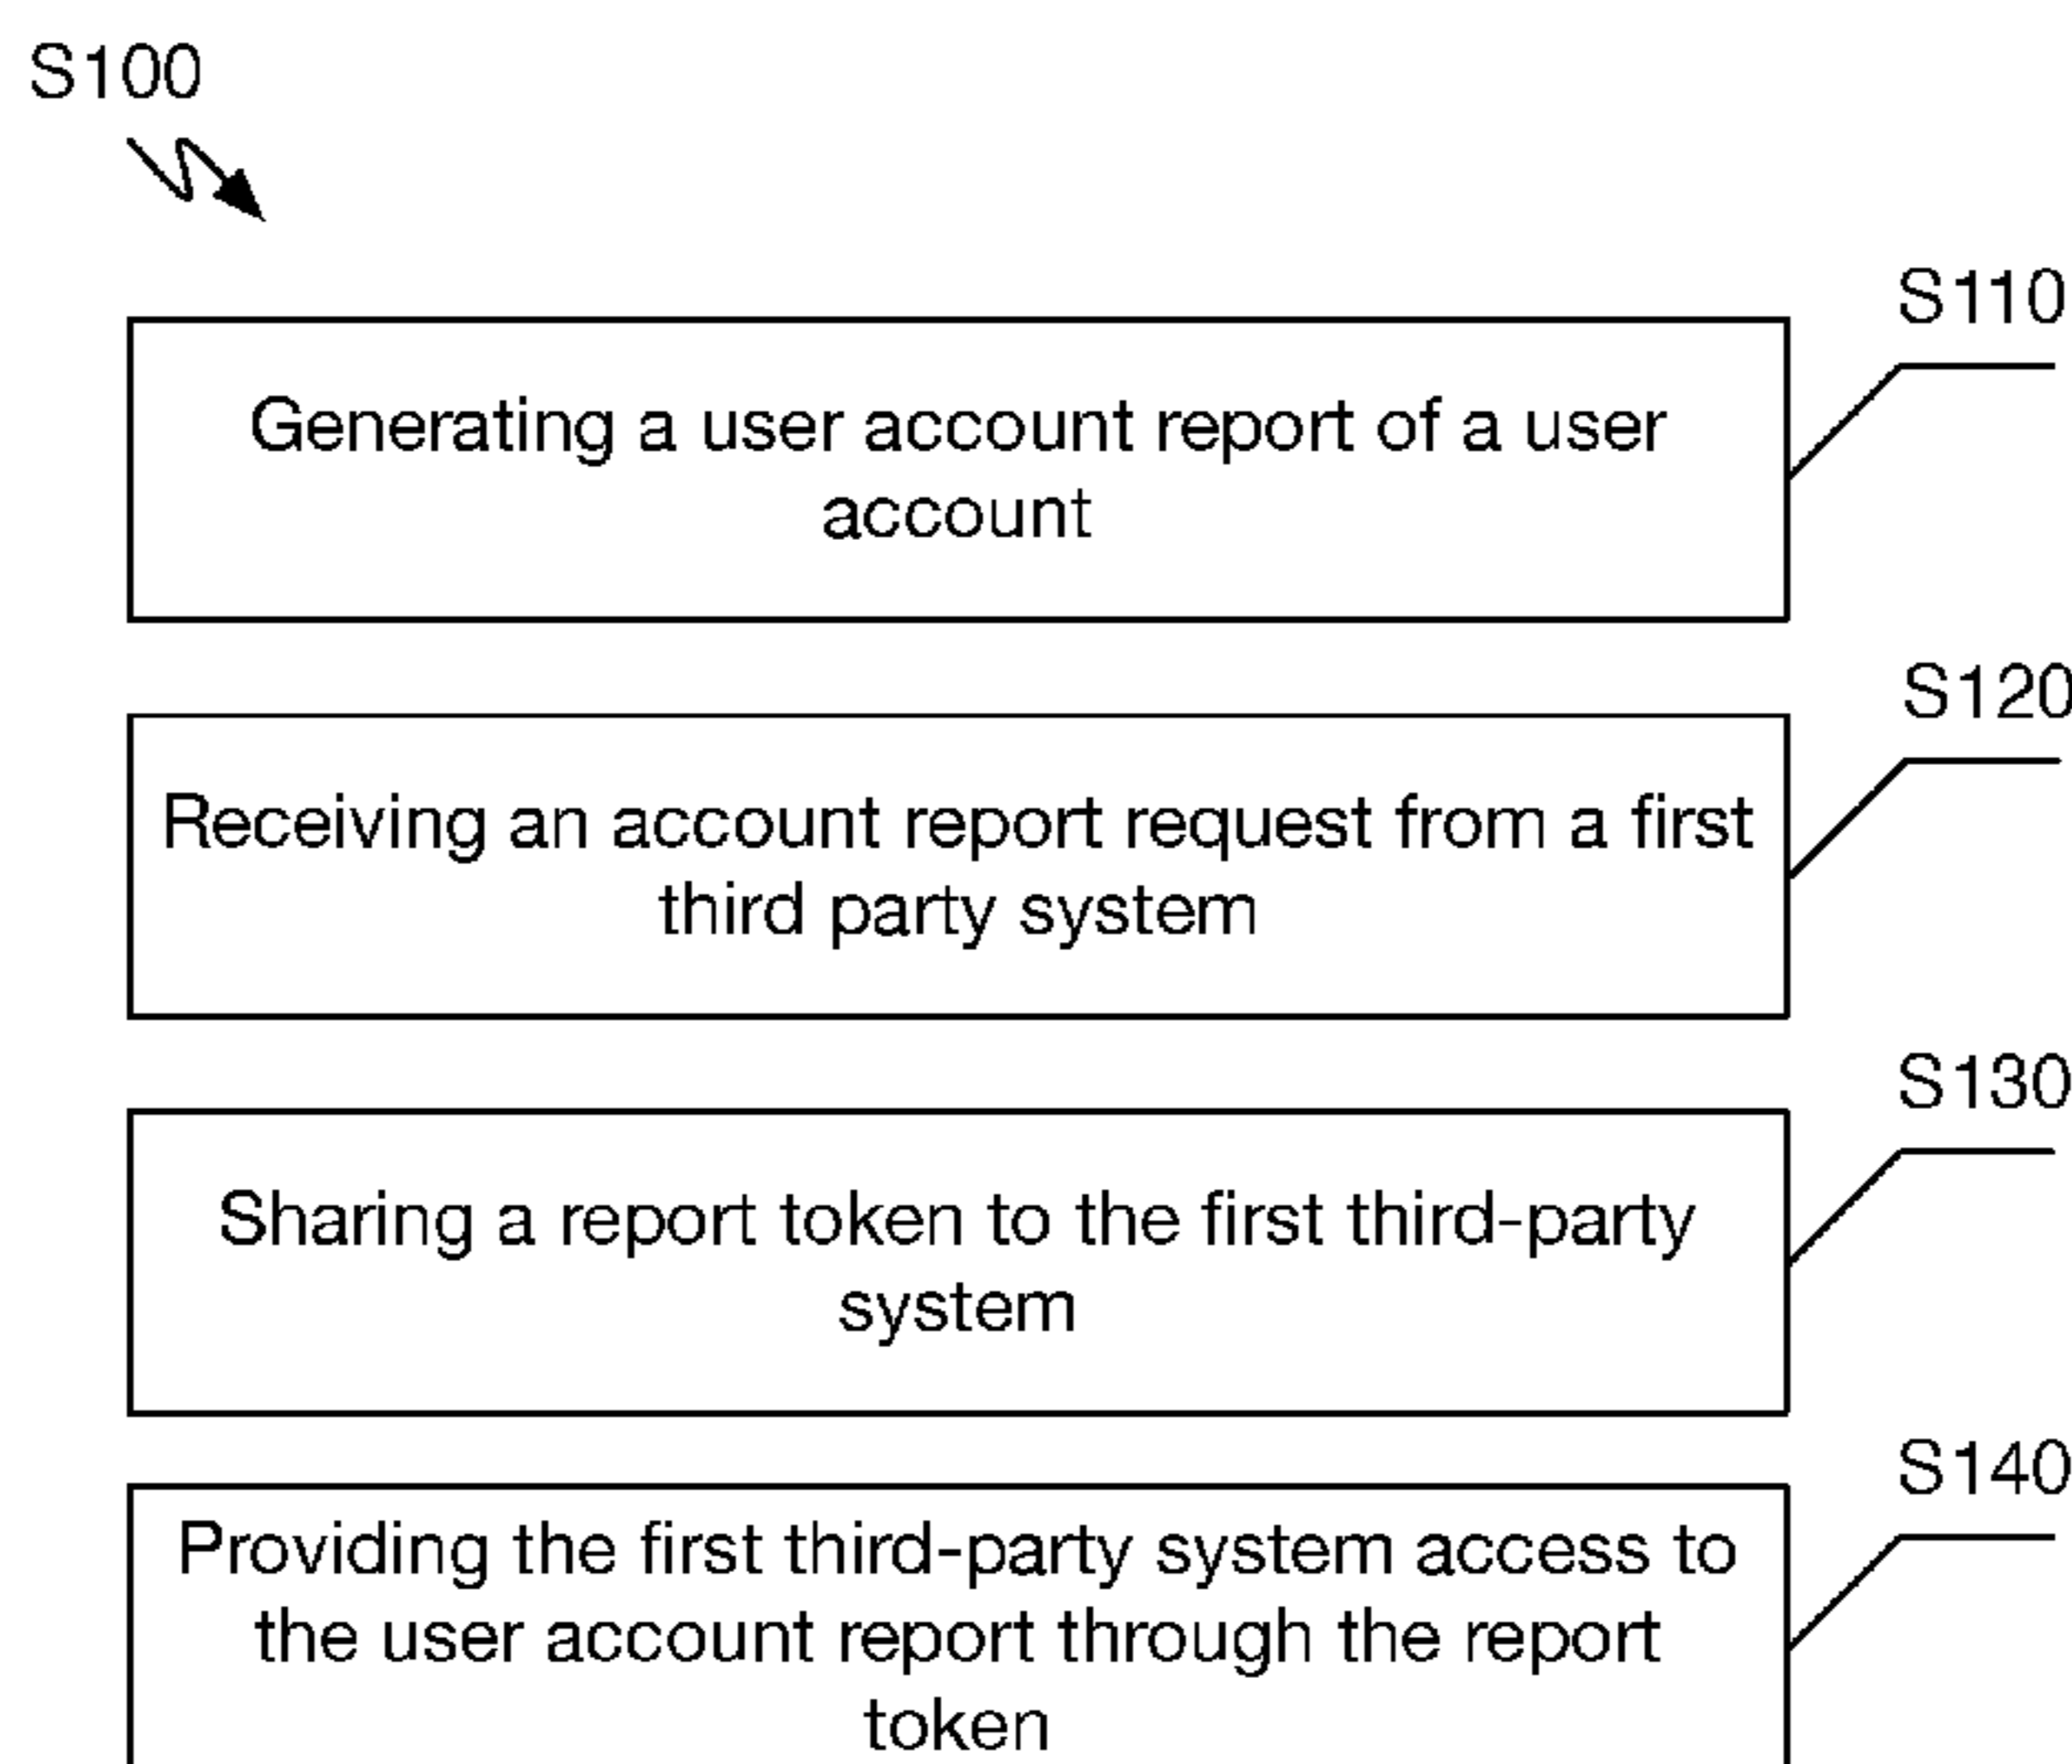 S100
S110
Generating a user account report of a user
account
S120
Receiving an account report request from a first
third party system
S130
Sharing a report token to the first third-party
system
S140
Providing the first third-party system access to
the user account report through the report
token